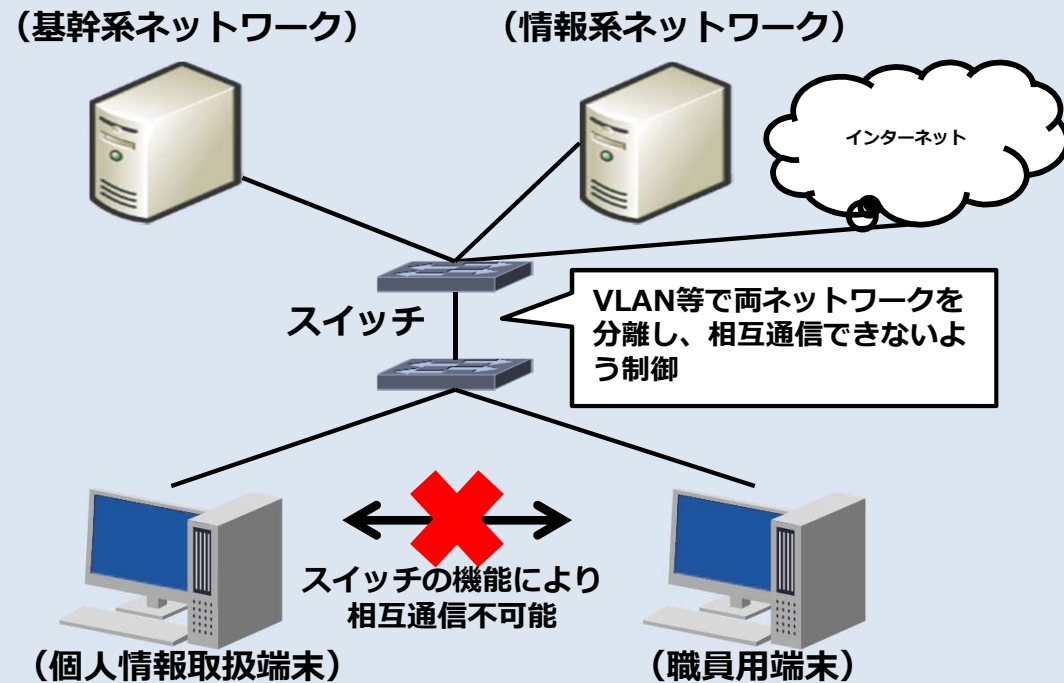 （基幹系ネットワーク）
（情報系ネットワーク）
インターネット
VLAN等で両ネットワークを
分離し、相互通信できないよ
う制御
スイッチ
スイッチの機能により
相互通信不可能
（個人情報取扱端末）
（職員用端末）